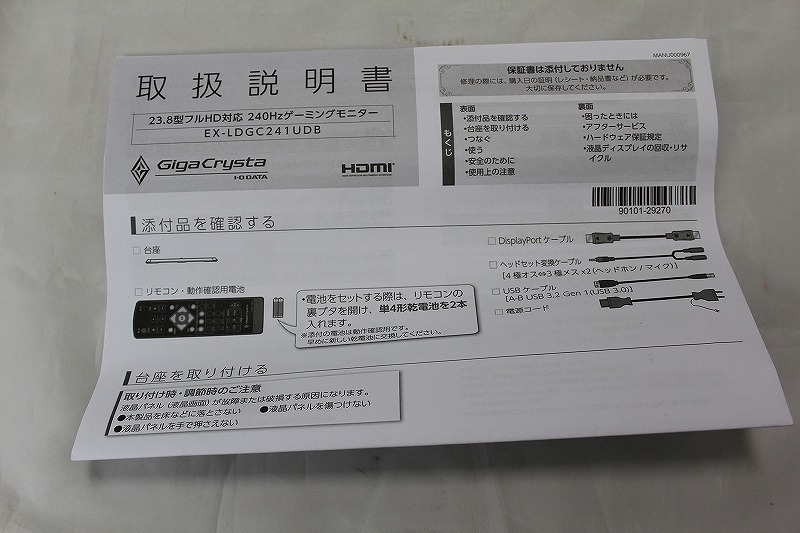 MANU000967
取扱説明書
23.8型フルHD対応 240Hzゲーミングモニター
EX-LDGC241UDB
GigaCrysta
I-O DATA
HDMI
保証書は添付しておりません
修理の際には、購入日の証明（レシート・納品書など）が必要です。
大切に保存してください。
もくじ
表面
・添付品を確認する
・台座を取り付ける
・つなぐ
・使う
・安全のために
・使用上の注意
裏面
・困ったときには
・アフターサービス
・ハードウェア保証規定
・液晶ディスプレイの回収・リサ
イクル
90101-29270
添付品を確認する
□ 台座
□ リモコン・動作確認用電池
・電池をセットする際は、リモコンの
裏ブタを開け、単4形乾電池を2本
入れます。
※添付の電池は動作確認用です。
早めに新しい乾電池に交換してください。
□ DisplayPort ケーブル
□ ヘッドセット変換ケーブル
［4 極オス⇔3 極メス x2（ヘッドホン / マイク）］
□ USB ケーブル
［A-B USB 3.2 Gen 1（USB 3.0）］
□ 電源コード
台座を取り付ける
取り付け時・調節時のご注意
液晶パネル（液晶画面）が故障または破損する原因になります。
●本製品を床などに落とさない ●液晶パネルを傷つけない
●液晶パネルを手で押さえない